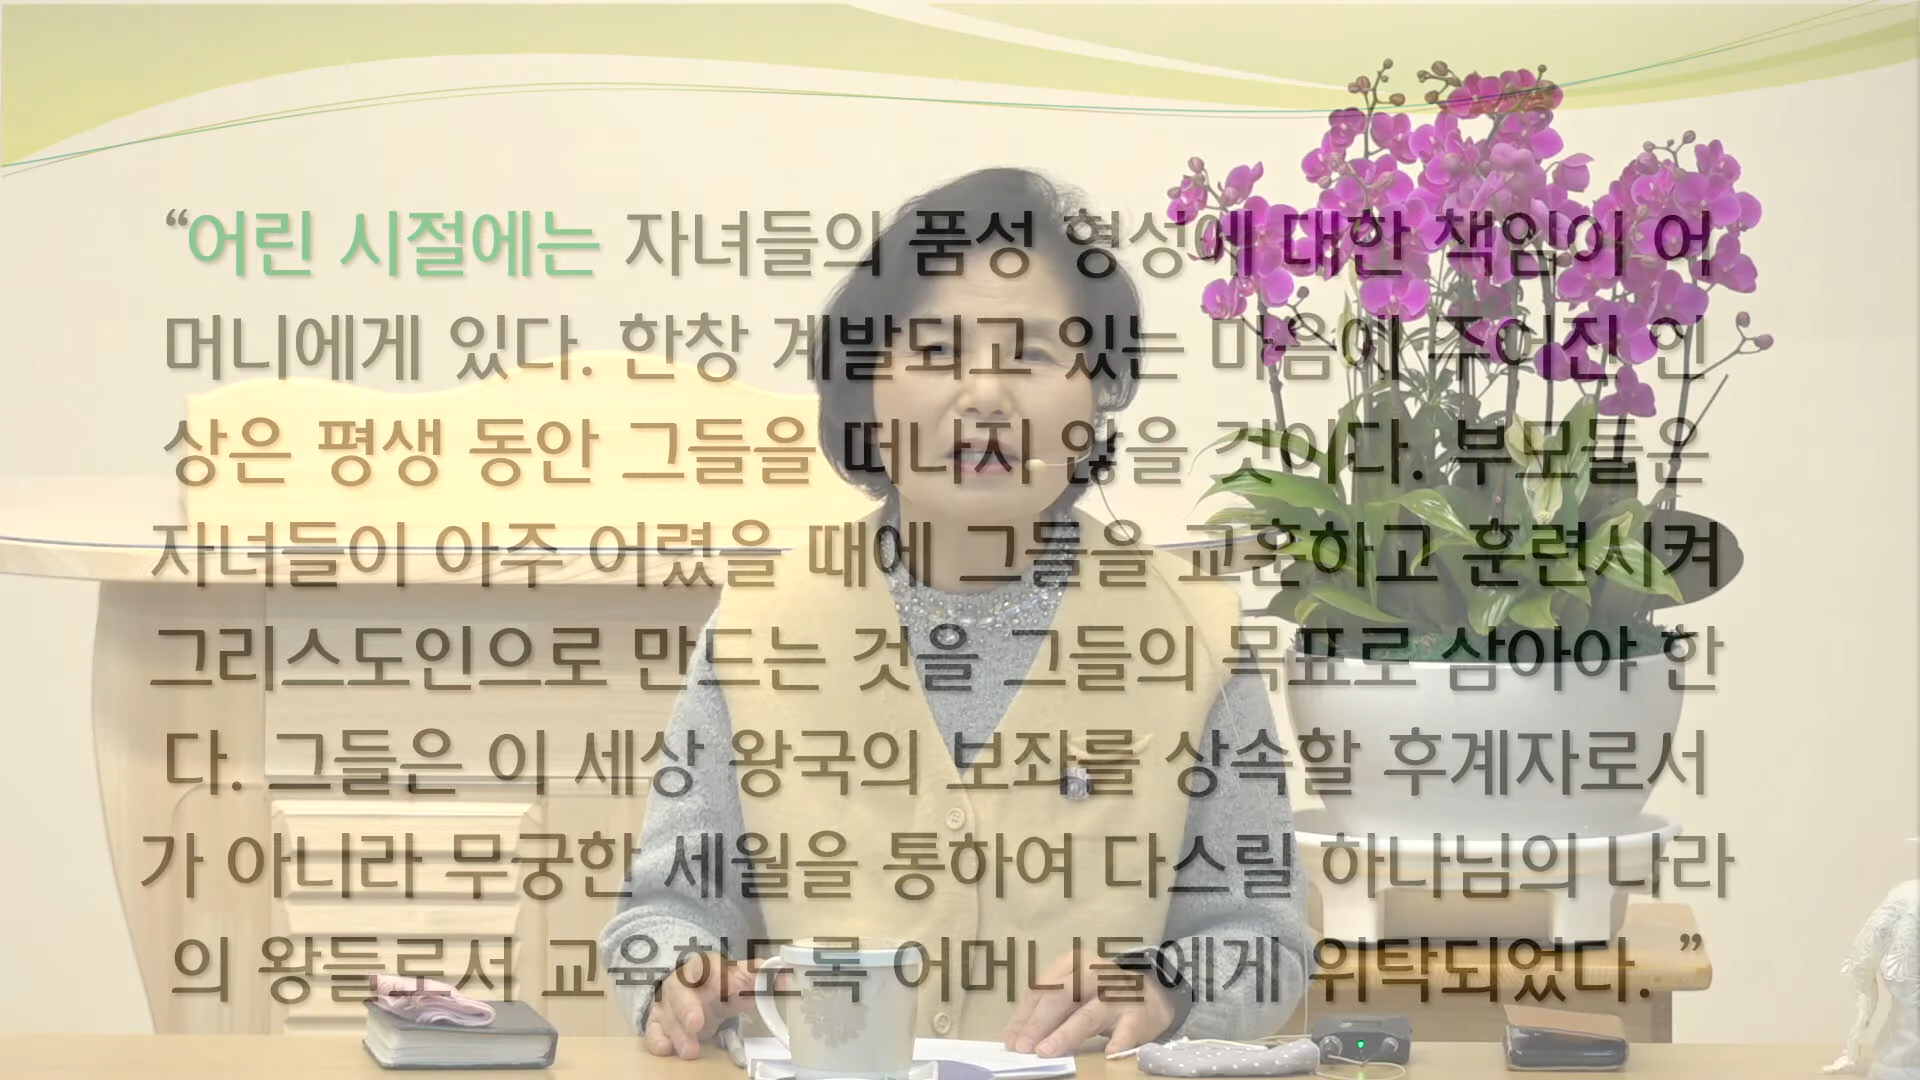 “어린 시절에는 자녀들의 품성 형성에 대한 책임이 어
머니에게 있다. 한창 계발되고 있는 마음에 주어진 인
상은 평생 동안 그들을 떠나지 않을 것이다. 부모들은
자녀들이 아주 어렸을 때에 그들을 교훈하고 훈련시켜
그리스도인으로 만드는 것을 그들의 목표로 삼아야 한
다. 그들은 이 세상 왕국의 보좌를 상속할 후계자로서
가 아니라 무궁한 세월을 통하여 다스릴 하나님의 나라
의 왕들로서 교육하도록 어머니들에게 위탁되었다. ”